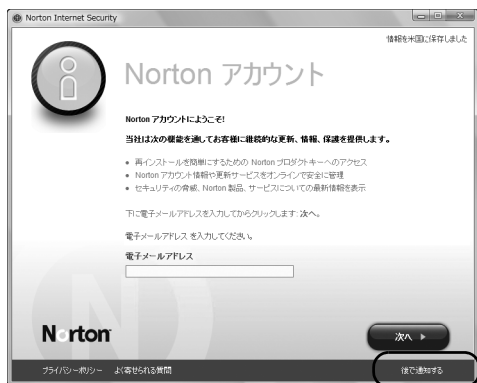 Norton Internet Security
情報を米国に保存しました
Norton アカウント
Norton アカウントにようこそ!
当社は次の機能を通してお客様に継続的な更新、情報、保護を提供します。
• 再インストールを簡単にするための Norton プロダクトキーへのアクセス
• Norton アカウント情報や更新サービスをオンラインで安全に管理
• セキュリティの脅威、Norton 製品、サービスについての最新情報を表示
下に電子メールアドレスを入力してからクリックします: 次へ。
電子メールアドレス を入力してください。
電子メールアドレス
Norton
次へ
プライバシーポリシー よく寄せられる質問 後で通知する